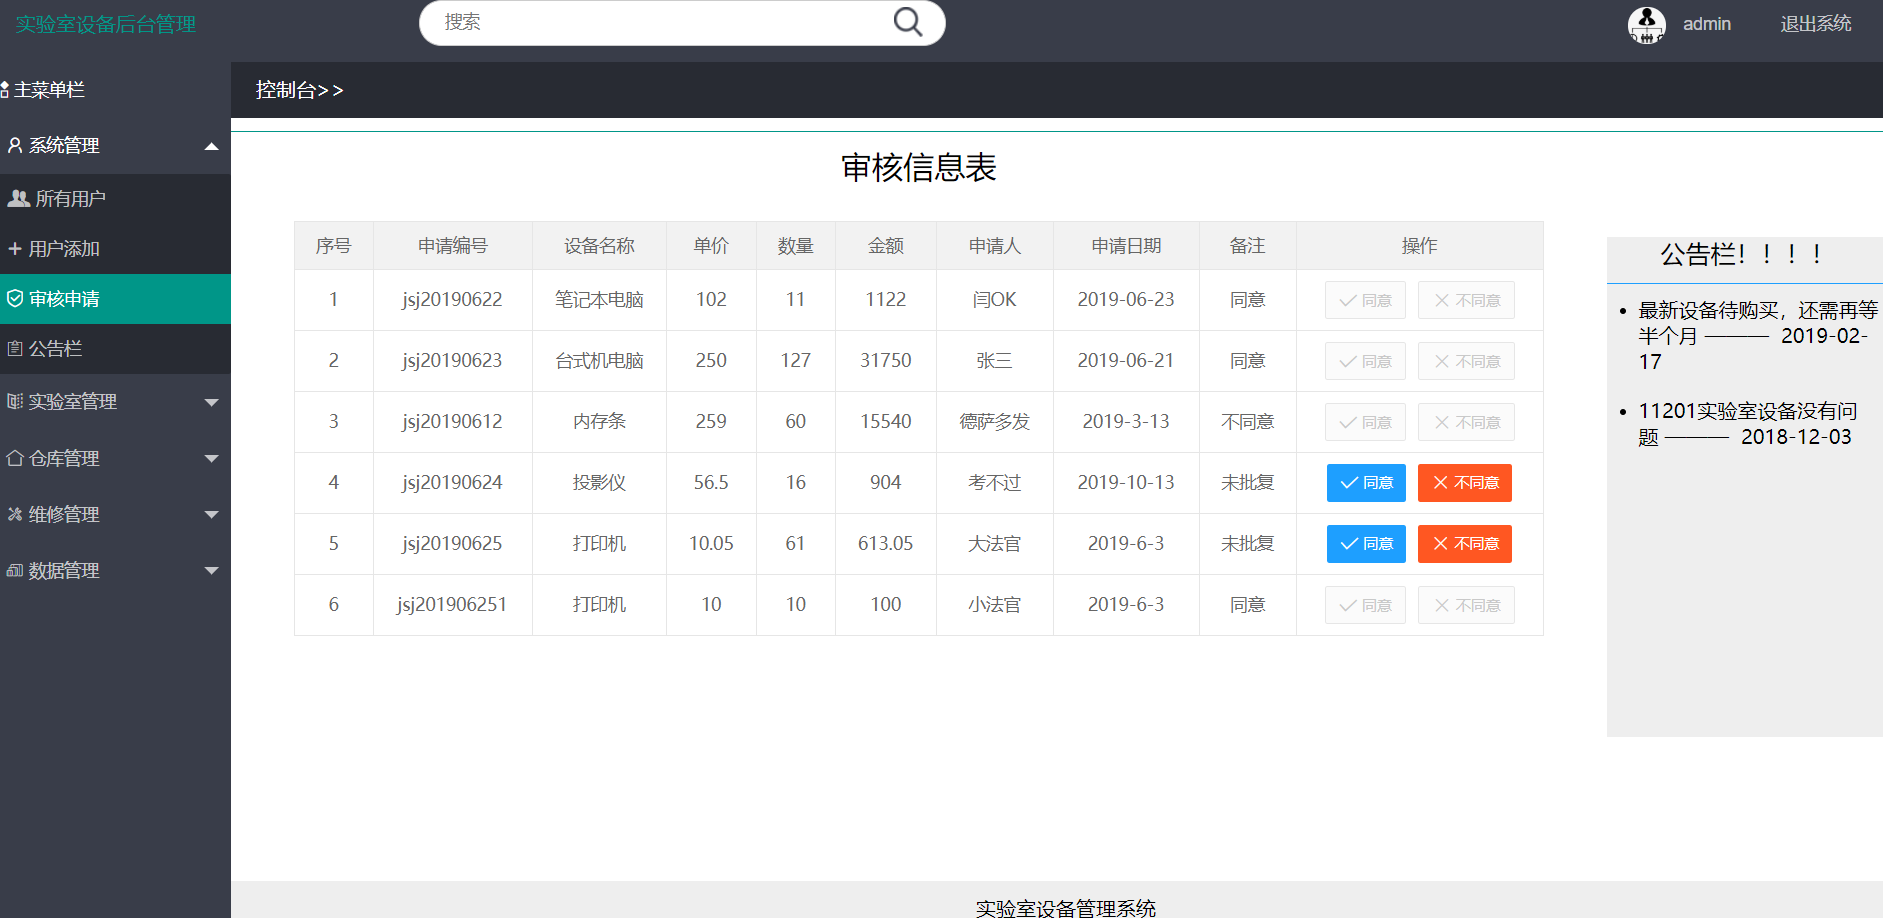 实验室设备后台管理
搜索
admin
退出系统
主菜单栏
系统管理
所有用户
用户添加
审核申请
公告栏
实验室管理
仓库管理
维修管理
数据管理
控制台>>
审核信息表
序号 申请编号 设备名称 单价 数量 金额 申请人 申请日期 备注 操作
1 jsj20190622 笔记本电脑 102 11 1122 闫OK 2019-06-23 同意 同意 不同意
2 jsj20190623 台式机电脑 250 127 31750 张三 2019-06-21 同意 同意 不同意
3 jsj20190612 内存条 259 60 15540 德萨多发 2019-3-13 不同意 同意 不同意
4 jsj20190624 投影仪 56.5 16 904 考不过 2019-10-13 未批复 同意 不同意
5 jsj20190625 打印机 10.05 61 613.05 大法官 2019-6-3 未批复 同意 不同意
6 jsj201906251 打印机 10 10 100 小法官 2019-6-3 同意 同意 不同意
公告栏！！！！
最新设备待购买，还需再等
半个月 ——— 2019-02-
17
11201实验室设备没有问
题 ——— 2018-12-03
实验室设备管理系统